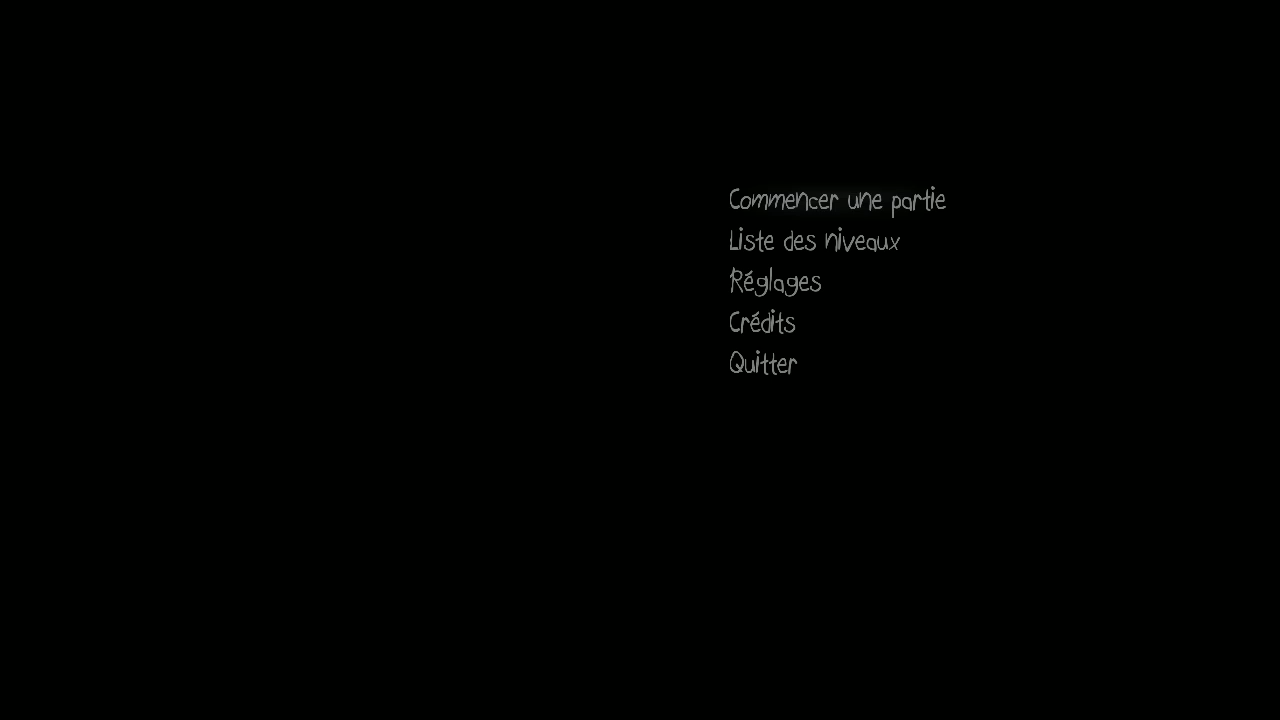 Commencer une partie
Liste des niveaux
Réglages
Crédits
Quitter